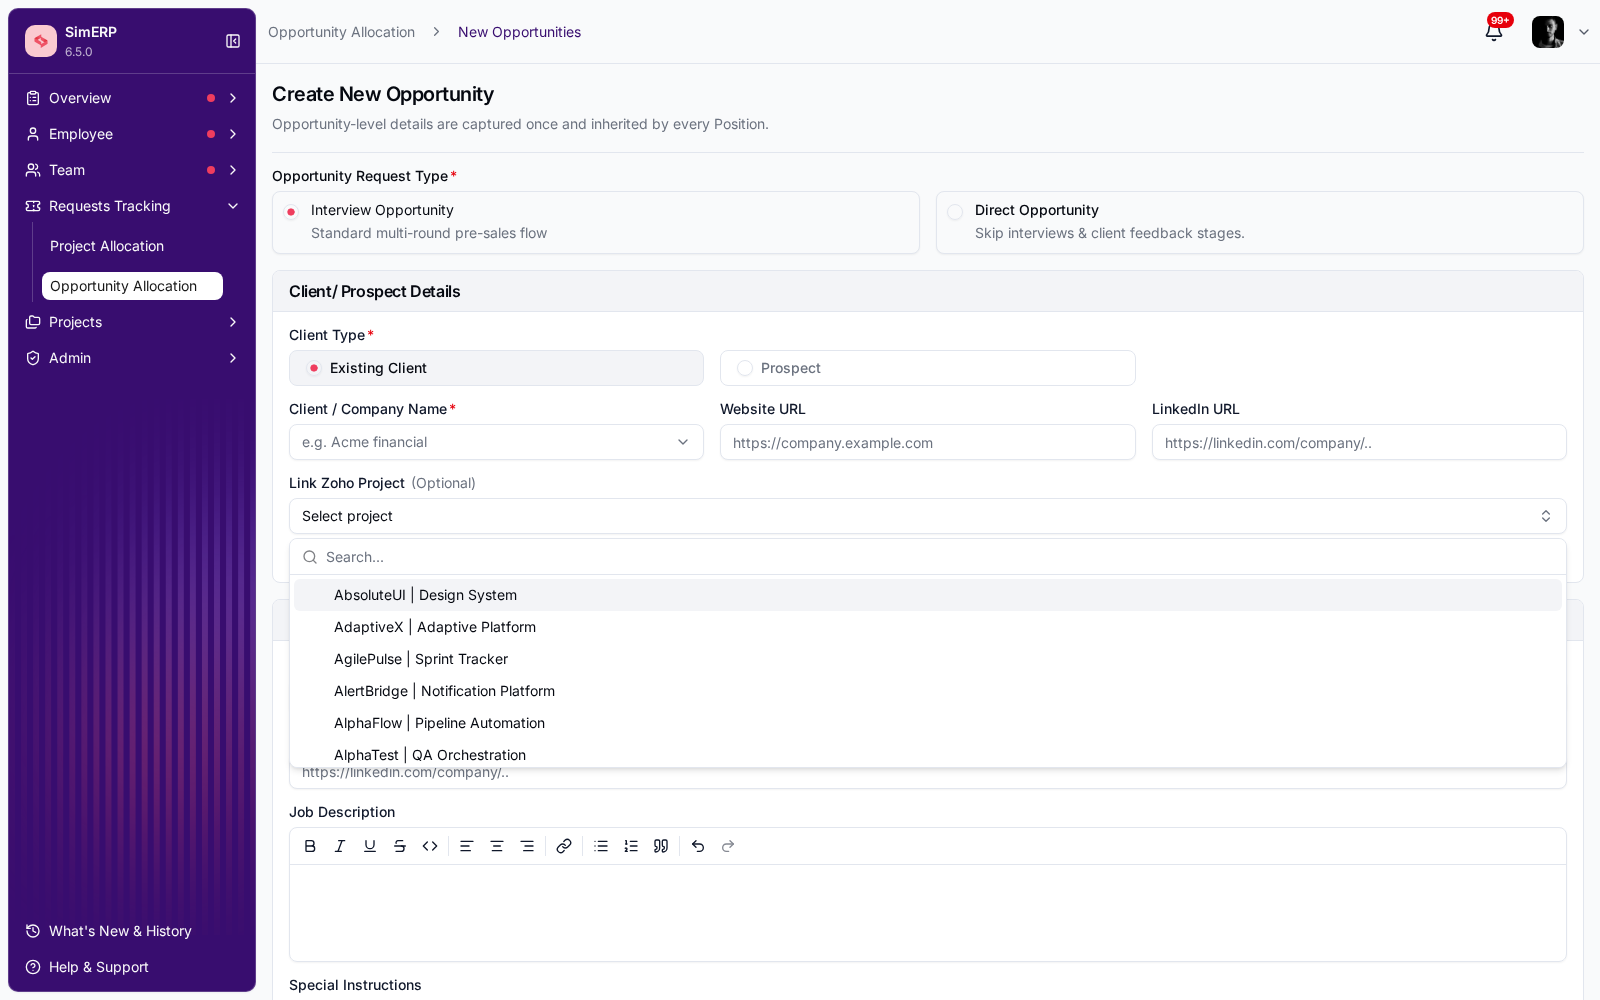 SimERP
6.5.0
Overview
Employee
Team
Requests Tracking
Project Allocation
Opportunity Allocation
Projects
Admin
What's New & History
Help & Support
Opportunity Allocation > New Opportunities
99+
Create New Opportunity
Opportunity-level details are captured once and inherited by every Position.
Opportunity Request Type*
Interview Opportunity
Standard multi-round pre-sales flow
Direct Opportunity
Skip interviews & client feedback stages.
Client/ Prospect Details
Client Type*
Existing Client
Prospect
Client / Company Name*
e.g. Acme financial
Website URL
https://company.example.com
LinkedIn URL
https://linkedin.com/company/..
Link Zoho Project (Optional)
Select project
Search...
AbsoluteUI | Design System
AdaptiveX | Adaptive Platform
AgilePulse | Sprint Tracker
AlertBridge | Notification Platform
AlphaFlow | Pipeline Automation
AlphaTest | QA Orchestration
https://linkedin.com/company/..
Job Description
Special Instructions